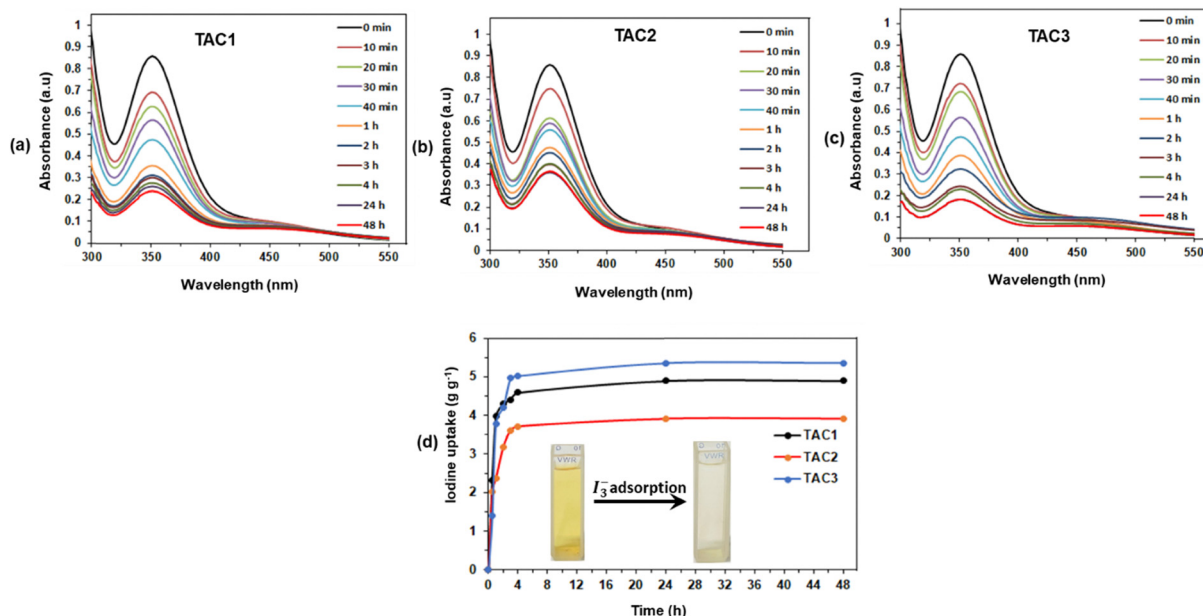 (a)
TAC1
Absorbance (a.u)
1
0.9
0.8
0.7
0.6
0.5
0.4
0.3
0.2
0.1
0
300 350 400 450 500 550
Wavelength (nm)
0 min
10 min
20 min
30 min
40 min
1 h
2 h
3 h
4 h
24 h
48 h
(b)
TAC2
Absorbance (a.u)
1
0.9
0.8
0.7
0.6
0.5
0.4
0.3
0.2
0.1
0
300 350 400 450 500 550
Wavelength (nm)
0 min
10 min
20 min
30 min
40 min
1 h
2 h
3 h
4 h
24 h
48 h
(c)
TAC3
Absorbance (a.u)
1
0.9
0.8
0.7
0.6
0.5
0.4
0.3
0.2
0.1
0
300 350 400 450 500 550
Wavelength (nm)
0 min
10 min
20 min
30 min
40 min
1 h
2 h
3 h
4 h
24 h
48 h
(d)
Iodine uptake (g g⁻¹)
6
5
4
3
2
1
0
0 4 8 12 16 20 24 28 32 36 40 44 48
Time (h)
TAC1
TAC2
TAC3
I₃⁻ adsorption
VWR
VWR